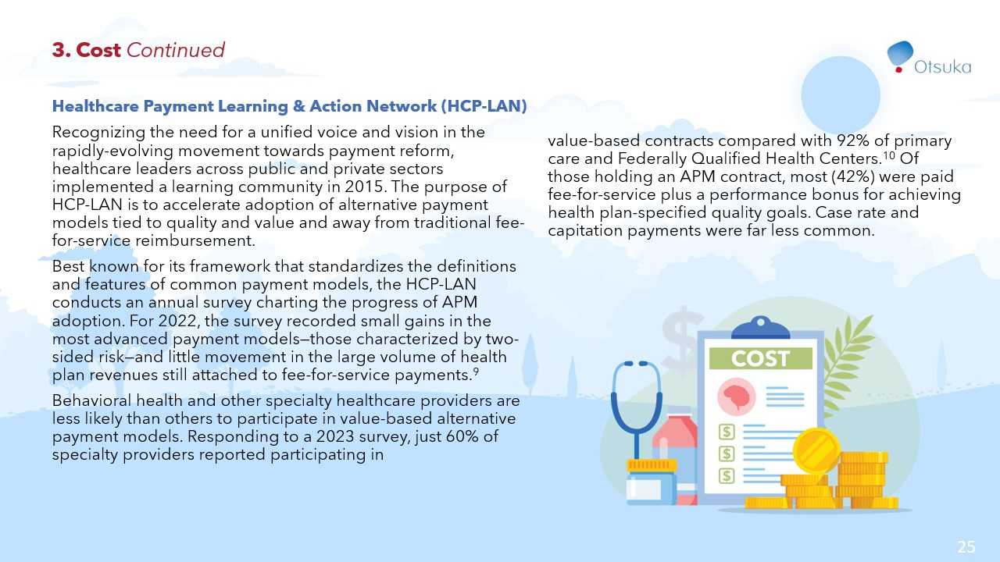 3. Cost Continued
Otsuka
Healthcare Payment Learning & Action Network (HCP-LAN)
Recognizing the need for a unified voice and vision in the
rapidly-evolving movement towards payment reform,
healthcare leaders across public and private sectors
implemented a learning community in 2015. The purpose of
HCP-LAN is to accelerate adoption of alternative payment
models tied to quality and value and away from traditional fee-
for-service reimbursement.
Best known for its framework that standardizes the definitions
and features of common payment models, the HCP-LAN
conducts an annual survey charting the progress of APM
adoption. For 2022, the survey recorded small gains in the
most advanced payment models—those characterized by two-
sided risk—and little movement in the large volume of health
plan revenues still attached to fee-for-service payments.⁹
Behavioral health and other specialty healthcare providers are
less likely than others to participate in value-based alternative
payment models. Responding to a 2023 survey, just 60% of
specialty providers reported participating in
value-based contracts compared with 92% of primary
care and Federally Qualified Health Centers.¹⁰ Of
those holding an APM contract, most (42%) were paid
fee-for-service plus a performance bonus for achieving
health plan-specified quality goals. Case rate and
capitation payments were far less common.
$
COST
$
$
$
25